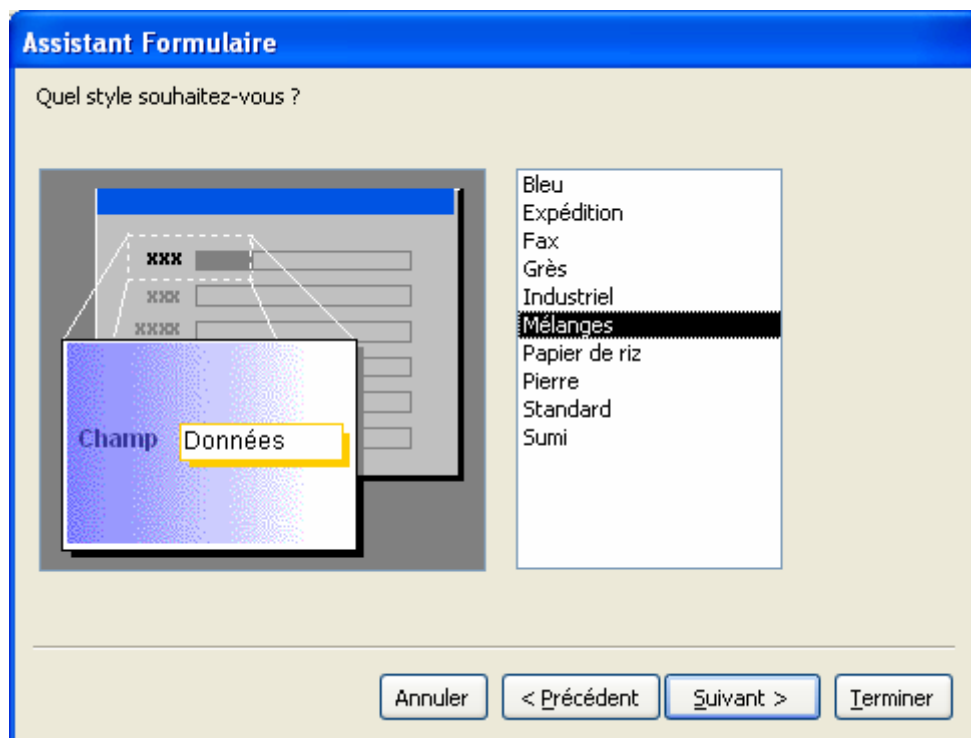 Assistant Formulaire
Quel style souhaitez-vous ?
xxx
xxx
xxxx
Champ Données
Bleu
Expédition
Fax
Grès
Industriel
Mélanges
Papier de riz
Pierre
Standard
Sumi
Annuler < Précédent Suivant > Terminer